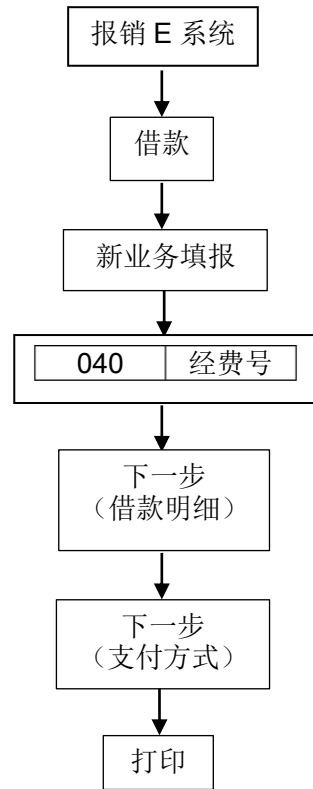 报销 E 系统
借款
新业务填报
040 经费号
下一步
（借款明细）
下一步
（支付方式）
打印